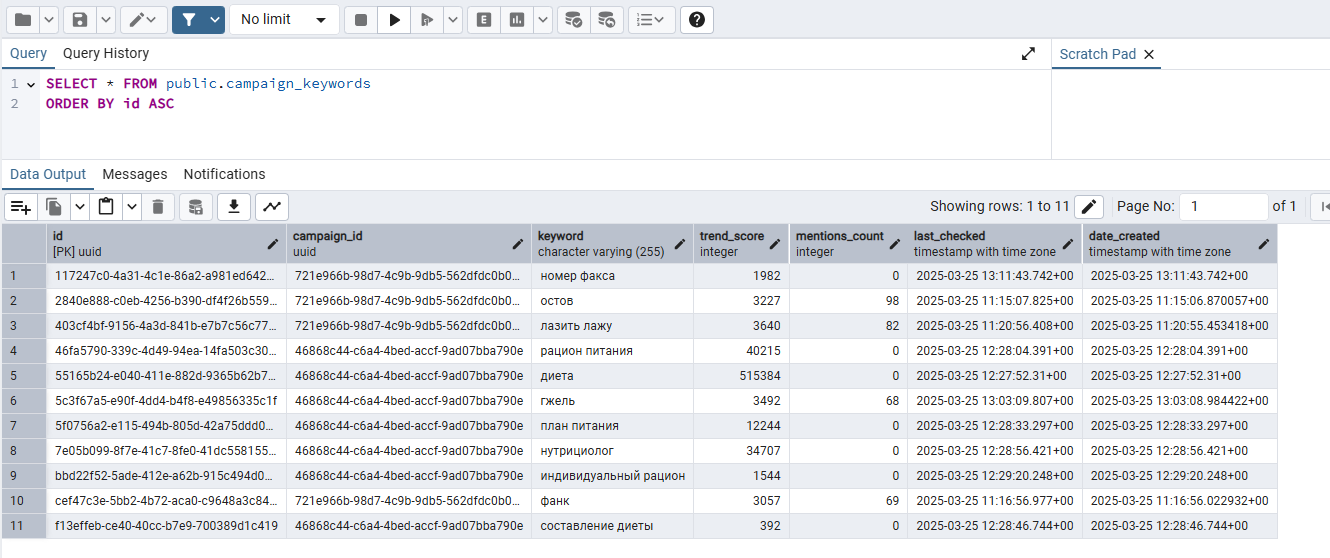 No limit
Query Query History Scratch Pad
1 SELECT * FROM public.campaign_keywords
2 ORDER BY id ASC
Data Output Messages Notifications
Showing rows: 1 to 11 Page No: 1 of 1
id campaign_id keyword trend_score mentions_count last_checked date_created
[PK] uuid uuid character varying (255) integer integer timestamp with time zone timestamp with time zone
1 117247c0-4a31-4c1e-86a2-a981ed642... 721e966b-98d7-4c9b-9db5-562dfdc0b0... номер факса 1982 0 2025-03-25 13:11:43.742+00 2025-03-25 13:11:43.742+00
2 2840e888-c0eb-4256-b390-df4f26b559... 721e966b-98d7-4c9b-9db5-562dfdc0b0... остов 3227 98 2025-03-25 11:15:07.825+00 2025-03-25 11:15:06.870057+00
3 403cf4bf-9156-4a3d-841b-e7b7c56c77... 721e966b-98d7-4c9b-9db5-562dfdc0b0... лазить лажу 3640 82 2025-03-25 11:20:56.408+00 2025-03-25 11:20:55.453418+00
4 46fa5790-339c-4d49-94ea-14fa503c30... 46868c44-c6a4-4bed-accf-9ad07bba790e рацион питания 40215 0 2025-03-25 12:28:04.391+00 2025-03-25 12:28:04.391+00
5 55165b24-e040-411e-882d-9365b62b7... 46868c44-c6a4-4bed-accf-9ad07bba790e диета 515384 0 2025-03-25 12:27:52.31+00 2025-03-25 12:27:52.31+00
6 5c3f67a5-e90f-4dd4-b4f8-e49856335c1f 46868c44-c6a4-4bed-accf-9ad07bba790e гжель 3492 68 2025-03-25 13:03:09.807+00 2025-03-25 13:03:08.984422+00
7 5f0756a2-e115-494b-805d-42a75ddd0... 46868c44-c6a4-4bed-accf-9ad07bba790e план питания 12244 0 2025-03-25 12:28:33.297+00 2025-03-25 12:28:33.297+00
8 7e05b099-8f7e-41c7-8fe0-41dc558155... 46868c44-c6a4-4bed-accf-9ad07bba790e нутрициолог 34707 0 2025-03-25 12:28:56.421+00 2025-03-25 12:28:56.421+00
9 bbd22f52-5ade-412e-a62b-915c494d0... 46868c44-c6a4-4bed-accf-9ad07bba790e индивидуальный рацион 1544 0 2025-03-25 12:29:20.248+00 2025-03-25 12:29:20.248+00
10 cef47c3e-5bb2-4b72-aca0-c9648a3c84... 721e966b-98d7-4c9b-9db5-562dfdc0b0... фанк 3057 69 2025-03-25 11:16:56.977+00 2025-03-25 11:16:56.022932+00
11 f13effeb-ce40-40cc-b7e9-700389d1c419 46868c44-c6a4-4bed-accf-9ad07bba790e составление диеты 392 0 2025-03-25 12:28:46.744+00 2025-03-25 12:28:46.744+00